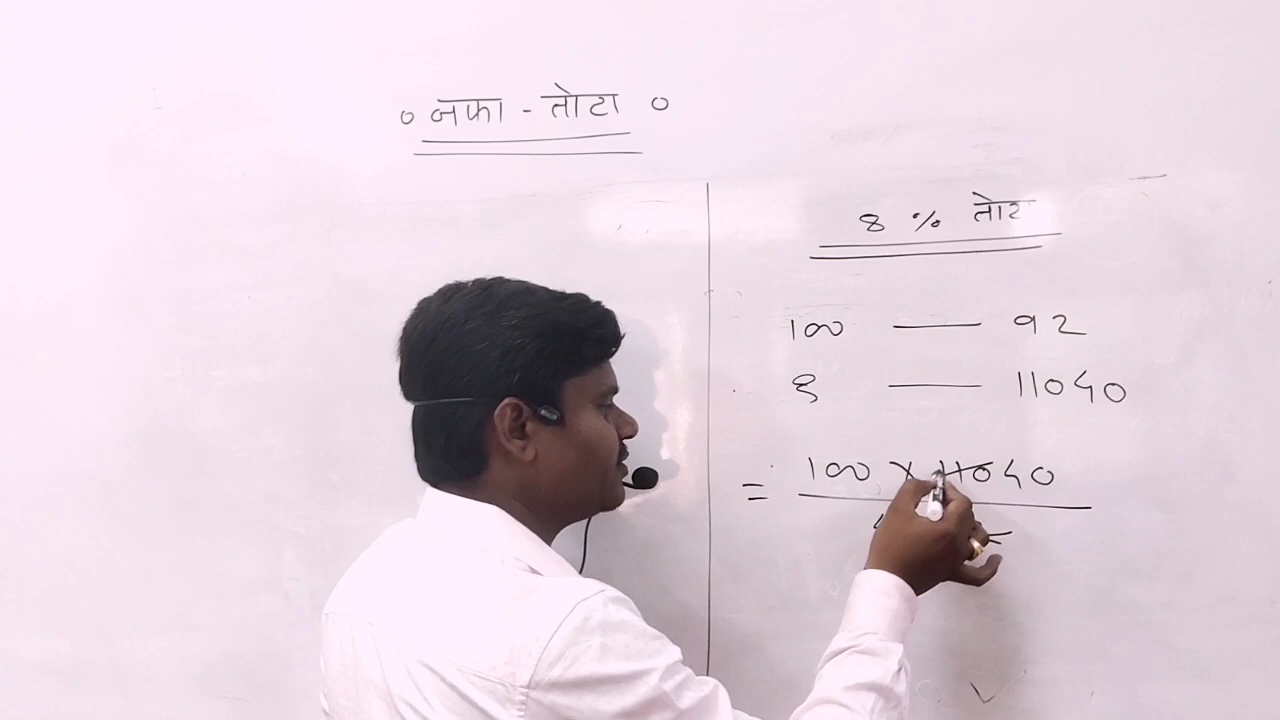 ० नफा - तोटा ०
8 % तोटा
100 — 92
? — 11040
= 100 × 11040